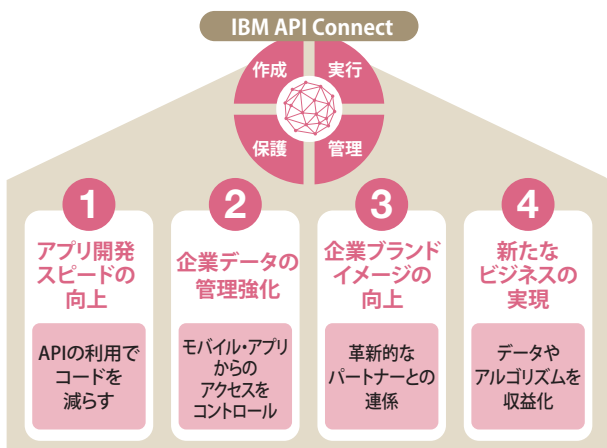 IBM API Connect
作成
実行
保護
管理
1
アプリ開発
スピードの
向上
APIの利用で
コードを
減らす
2
企業データの
管理強化
モバイル・アプリ
からの
アクセスを
コントロール
3
企業ブランド
イメージの
向上
革新的な
パートナーとの
連係
4
新たな
ビジネスの
実現
データや
アルゴリズムを
収益化